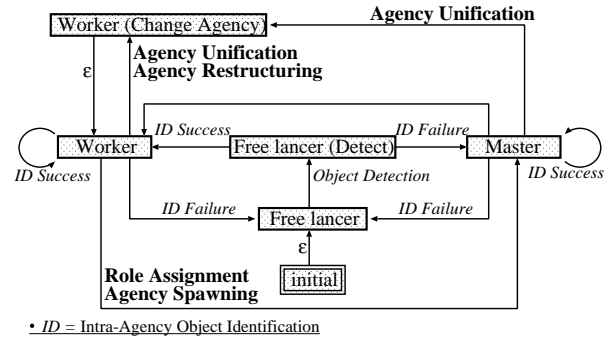 Agency Unification
Worker (Change Agency)
ε
Agency Unification
Agency Restructuring
ID Success
ID Failure
Worker
Free lancer (Detect)
Master
ID Success
Object Detection
ID Success
ID Failure
ID Failure
Free lancer
ε
Role Assignment
Agency Spawning
initial
• ID = Intra-Agency Object Identification